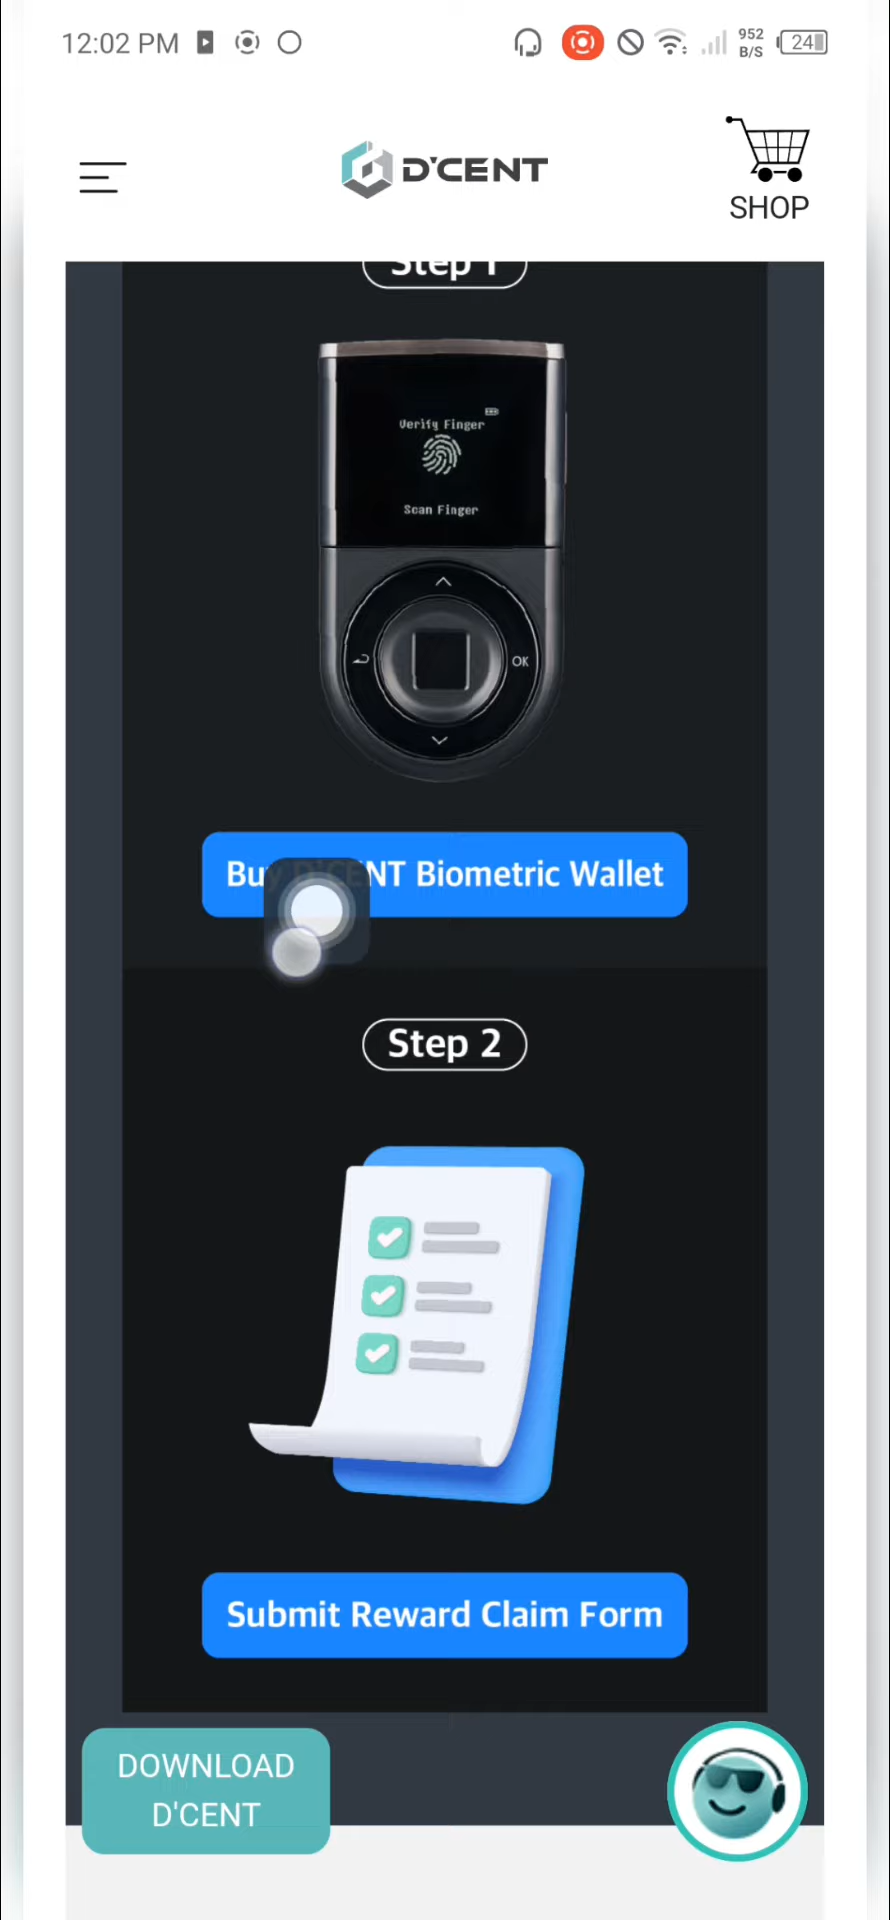 12:02 PM
952
B/S
24
D'CENT
SHOP
Step 1
Verify Finger
Scan Finger
OK
Buy D'CENT Biometric Wallet
Step 2
Submit Reward Claim Form
DOWNLOAD
D'CENT